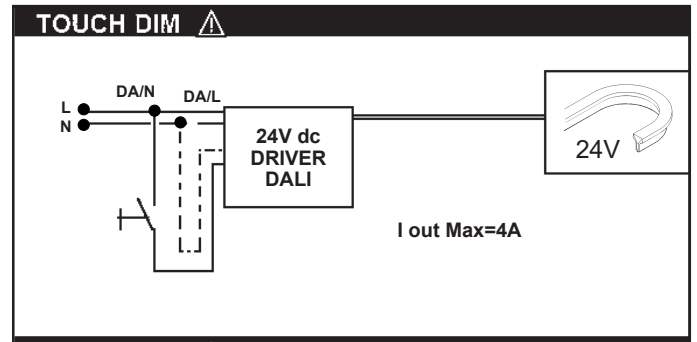 TOUCH DIM
DA/N
DA/L
L
N
24V dc
DRIVER
DALI
24V
I out Max=4A